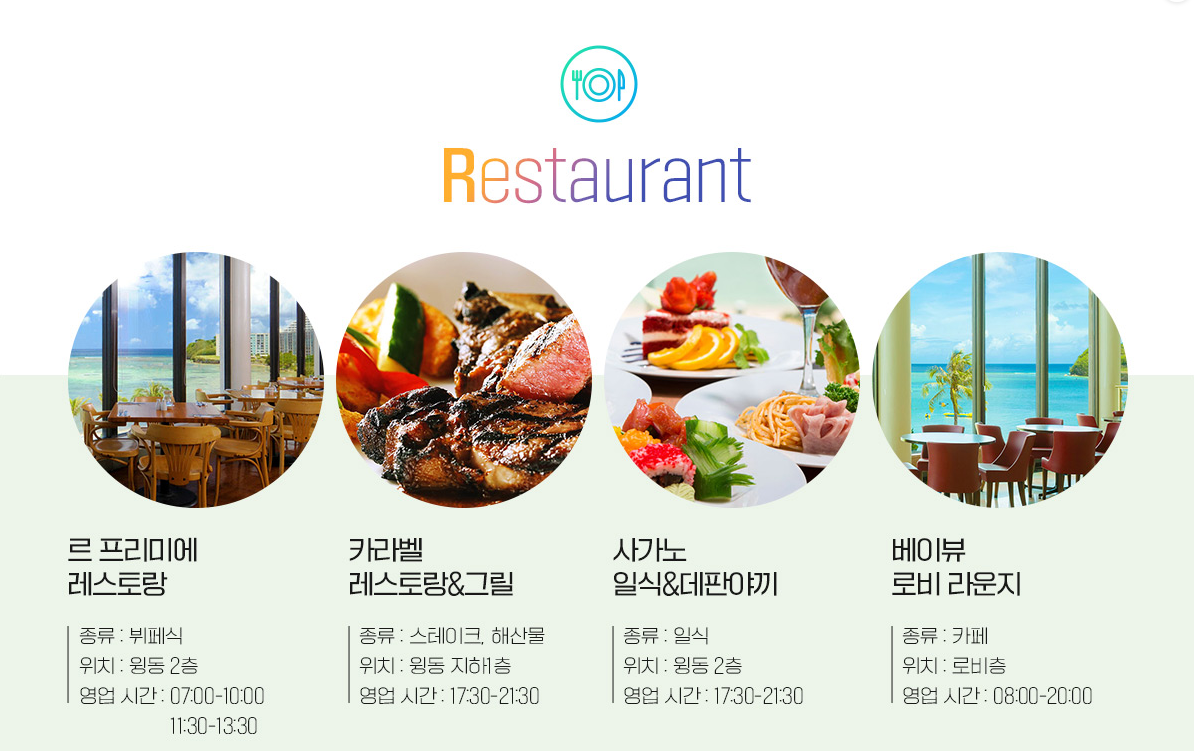 Restaurant
르 프리미에
레스토랑
종류 : 뷔페식
위치 : 윙동 2층
영업 시간 : 07:00-10:00
11:30-13:30
카라벨
레스토랑&그릴
종류 : 스테이크, 해산물
위치 : 윙동 지하1층
영업 시간 : 17:30-21:30
사가노
일식&데판야끼
종류 : 일식
위치 : 윙동 2층
영업 시간 : 17:30-21:30
베이뷰
로비 라운지
종류 : 카페
위치 : 로비층
영업 시간 : 08:00-20:00